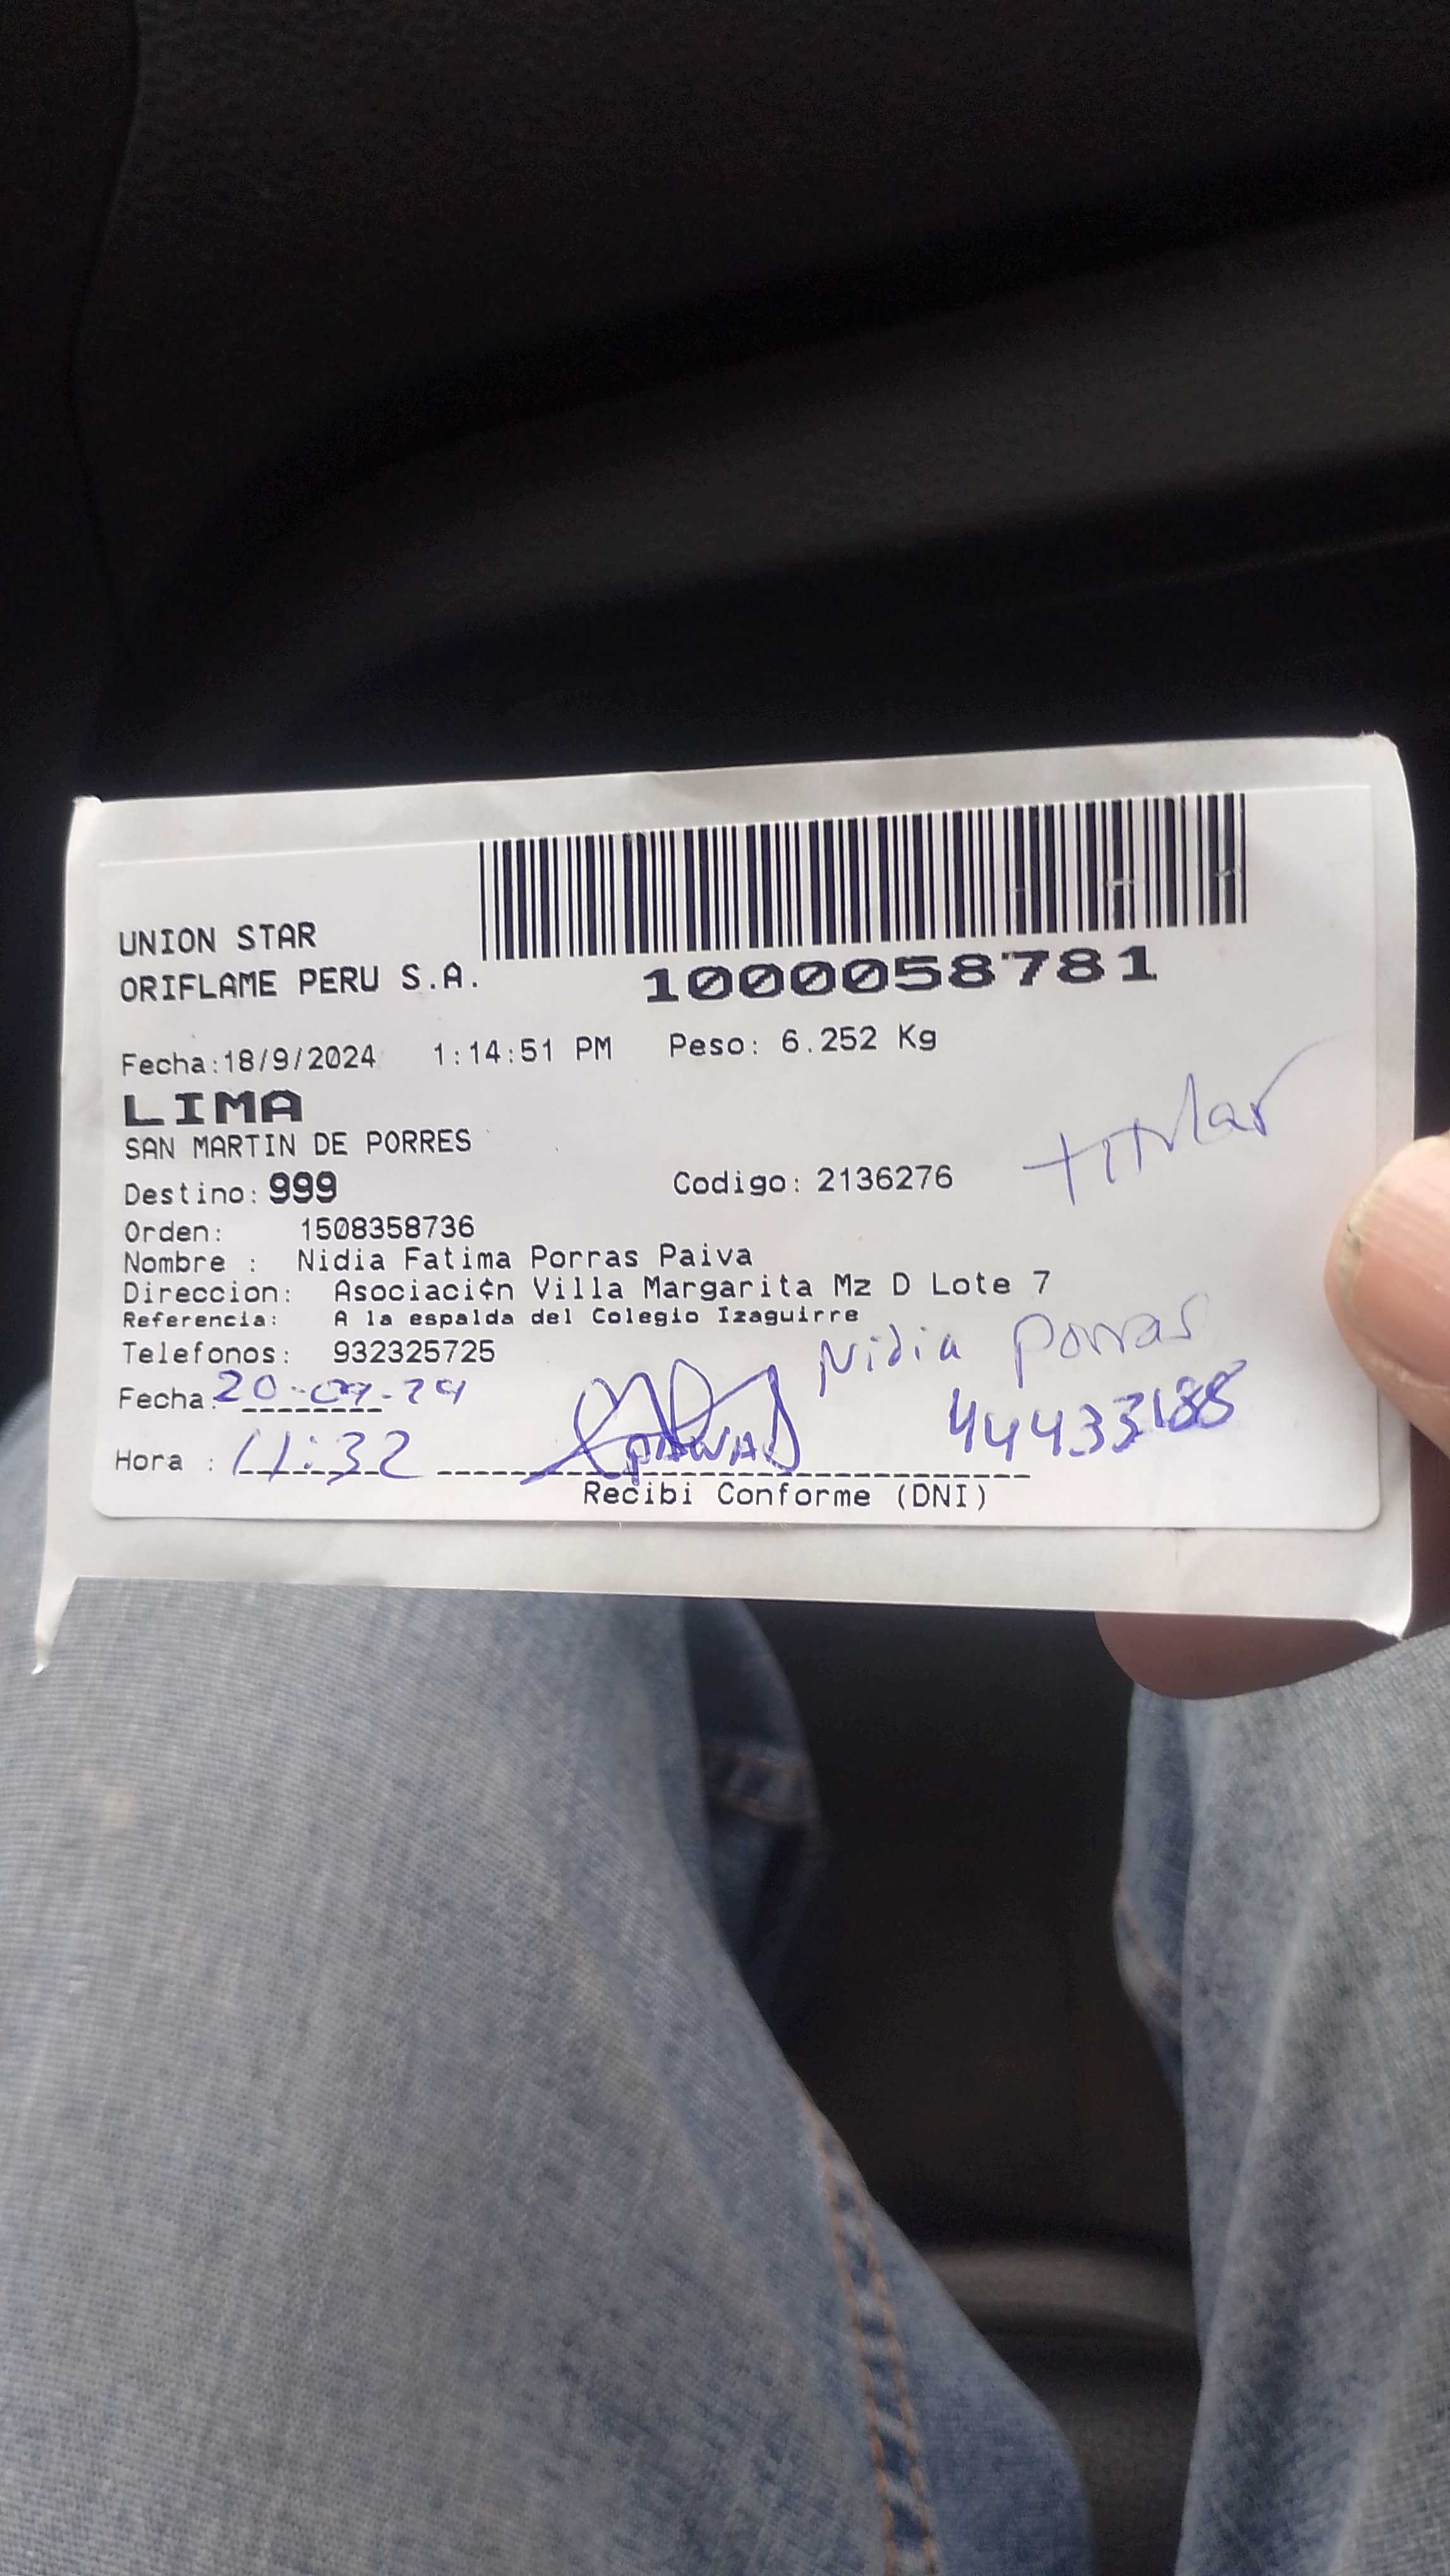 UNION STAR
ORIFLAME PERU S.A.
1000058781
Fecha:18/9/2024 1:14:51 PM Peso: 6.252 Kg
LIMA
SAN MARTIN DE PORRES
titular
Destino: 999 Codigo: 2136276
Orden: 1508358736
Nombre : Nidia Fatima Porras Paiva
Direccion: Asociaci¢n Villa Margarita Mz D Lote 7
Referencia: A la espalda del Colegio Izaguirre
Telefonos: 932325725
Nidia Porras
Fecha: 20-09-24
44433188
Hora : 11:32
Recibi Conforme (DNI)